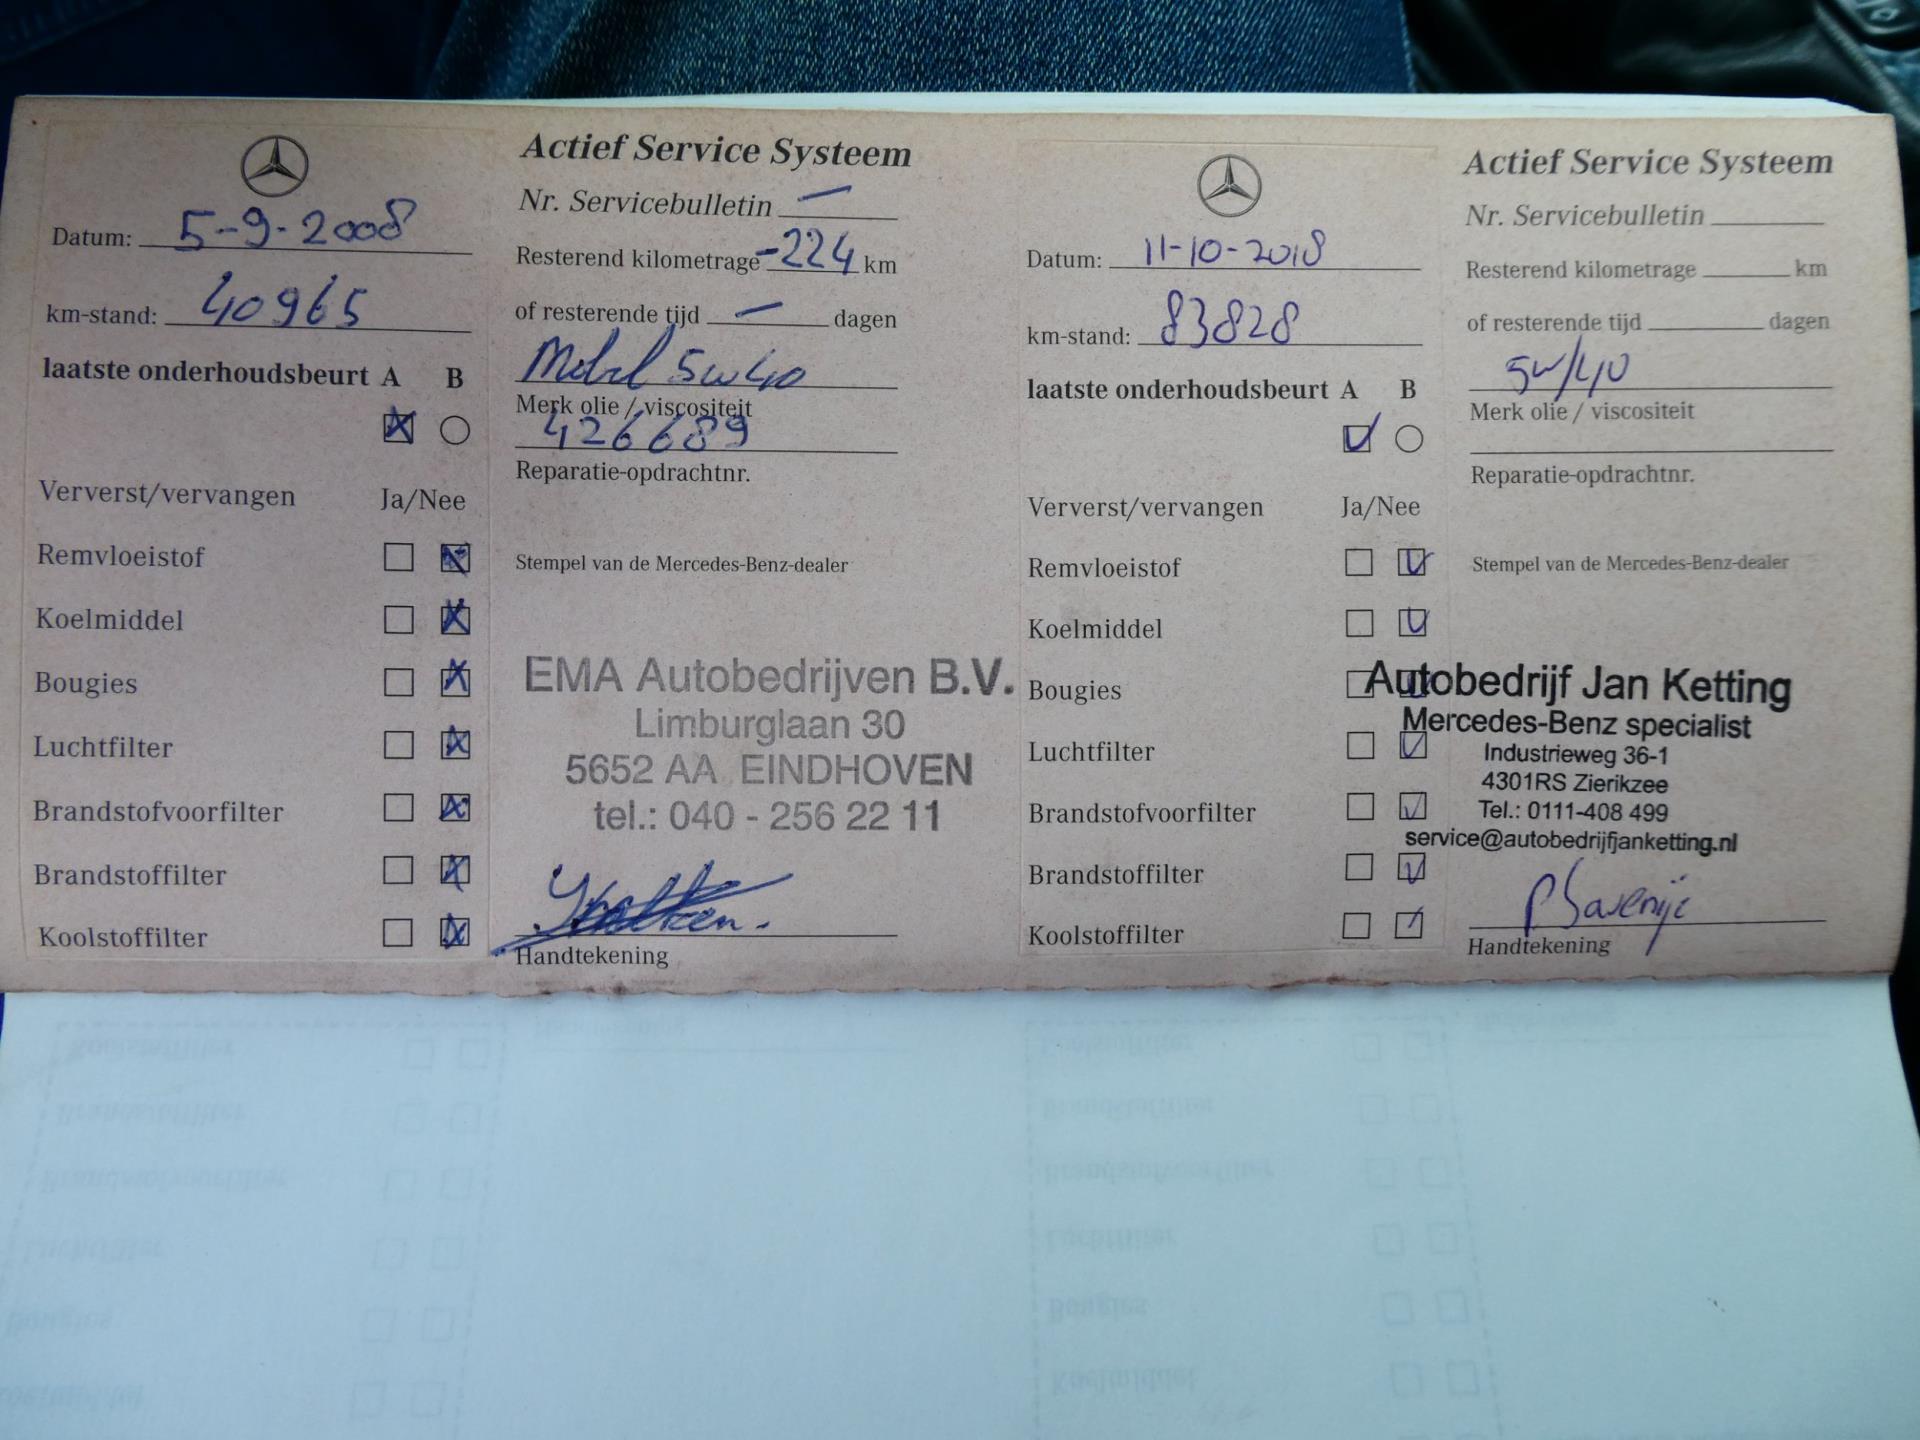 Datum: 5-9-2008
km-stand: 40965
laatste onderhoudsbeurt A B
Ververst/vervangen Ja/Nee
Remvloeistof
Koelmiddel
Bougies
Luchtfilter
Brandstofvoorfilter
Brandstoffilter
Koolstoffilter
Actief Service Systeem
Nr. Servicebulletin —
Resterend kilometrage -224 km
of resterende tijd — dagen
Mobil 5w40
Merk olie / viscositeit
426689
Reparatie-opdrachtnr.
Stempel van de Mercedes-Benz-dealer
EMA Autobedrijven B.V.
Limburglaan 30
5652 AA EINDHOVEN
tel.: 040 - 256 22 11
Handtekening
Datum: 11-10-2018
km-stand: 83828
laatste onderhoudsbeurt A B
Ververst/vervangen Ja/Nee
Remvloeistof
Koelmiddel
Bougies
Luchtfilter
Brandstofvoorfilter
Brandstoffilter
Koolstoffilter
Actief Service Systeem
Nr. Servicebulletin
Resterend kilometrage km
of resterende tijd dagen
5w/40
Merk olie / viscositeit
Reparatie-opdrachtnr.
Stempel van de Mercedes-Benz-dealer
Autobedrijf Jan Ketting
Mercedes-Benz specialist
Industrieweg 36-1
4301RS Zierikzee
Tel.: 0111-408 499
service@autobedrijfjanketting.nl
Handtekening